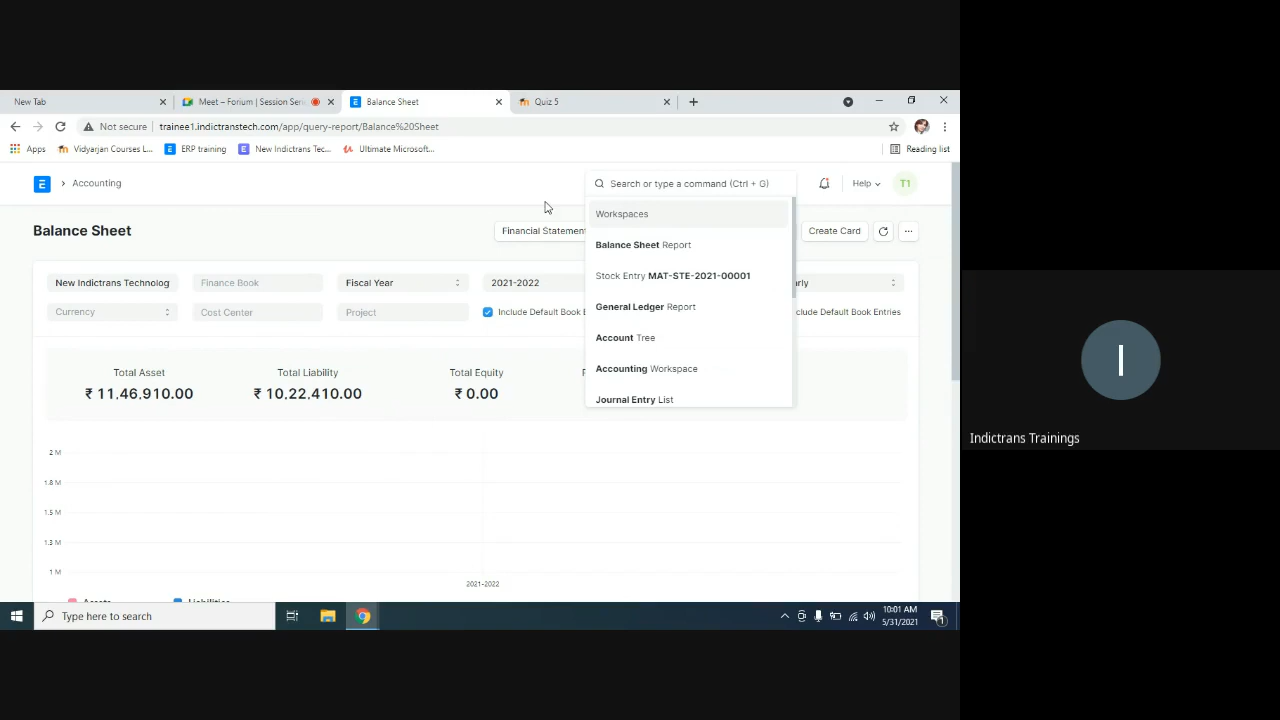 New Tab
Meet – Forium | Session Seri
Balance Sheet
Quiz 5
Not secure
trainee1.indictranstech.com/app/query-report/Balance%20Sheet
Apps
Vidyarjan Courses L...
ERP training
New Indictrans Tec...
Ultimate Microsoft...
Reading list
E
Accounting
Search or type a command (Ctrl + G)
Help
T1
Balance Sheet
Financial Statement
Create Card
Workspaces
Balance Sheet Report
Stock Entry MAT-STE-2021-00001
General Ledger Report
Account Tree
Accounting Workspace
Journal Entry List
New Indictrans Technolog
Finance Book
Fiscal Year
2021-2022
rly
Currency
Cost Center
Project
Include Default Book E
clude Default Book Entries
Total Asset
Total Liability
Total Equity
₹ 11,46,910.00
₹ 10,22,410.00
₹ 0.00
2 M
1.8 M
1.5 M
1.3 M
1 M
2021-2022
Assets
Liabilities
Type here to search
10:01 AM
5/31/2021
I
Indictrans Trainings